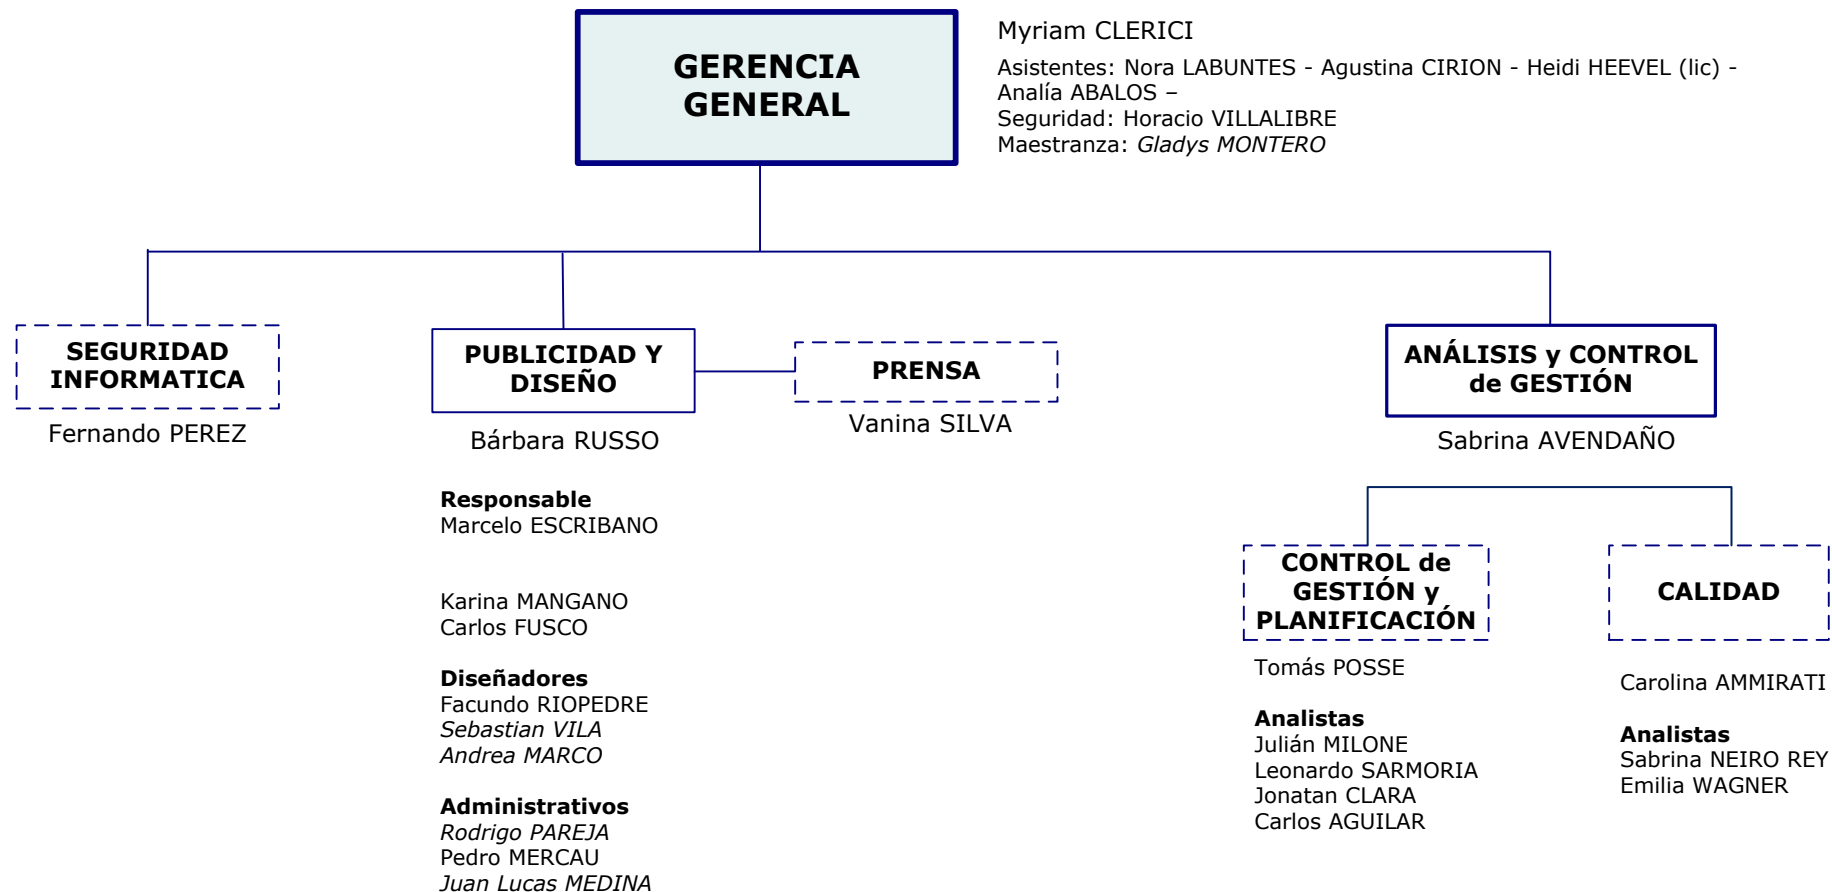 GERENCIA
GENERAL
Myriam CLERICI
Asistentes: Nora LABUNTES - Agustina CIRION - Heidi HEEVEL (lic) -
Analía ABALOS –
Seguridad: Horacio VILLALIBRE
Maestranza: Gladys MONTERO
SEGURIDAD
INFORMATICA
Fernando PEREZ
PUBLICIDAD Y
DISEÑO
Bárbara RUSSO
PRENSA
Vanina SILVA
ANÁLISIS y CONTROL
de GESTIÓN
Sabrina AVENDAÑO
Responsable
Marcelo ESCRIBANO
Karina MANGANO
Carlos FUSCO
Diseñadores
Facundo RIOPEDRE
Sebastian VILA
Andrea MARCO
Administrativos
Rodrigo PAREJA
Pedro MERCAU
Juan Lucas MEDINA
CONTROL de
GESTIÓN y
PLANIFICACIÓN
Tomás POSSE
Analistas
Julián MILONE
Leonardo SARMORIA
Jonatan CLARA
Carlos AGUILAR
CALIDAD
Carolina AMMIRATI
Analistas
Sabrina NEIRO REY
Emilia WAGNER